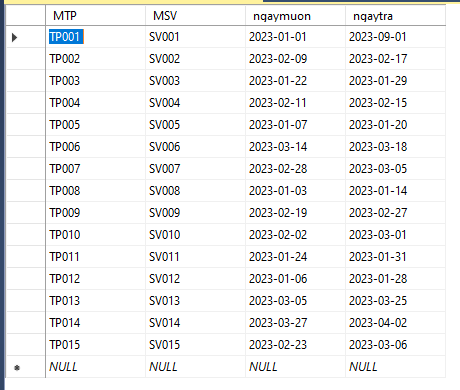 MTP MSV ngaymuon ngaytra
TP001 SV001 2023-01-01 2023-09-01
TP002 SV002 2023-02-09 2023-02-17
TP003 SV003 2023-01-22 2023-01-29
TP004 SV004 2023-02-11 2023-02-15
TP005 SV005 2023-01-07 2023-01-20
TP006 SV006 2023-03-14 2023-03-18
TP007 SV007 2023-02-28 2023-03-05
TP008 SV008 2023-01-03 2023-01-14
TP009 SV009 2023-02-19 2023-02-27
TP010 SV010 2023-02-02 2023-03-01
TP011 SV011 2023-01-24 2023-01-31
TP012 SV012 2023-01-06 2023-01-28
TP013 SV013 2023-03-05 2023-03-25
TP014 SV014 2023-03-27 2023-04-02
TP015 SV015 2023-02-23 2023-03-06
NULL NULL NULL NULL